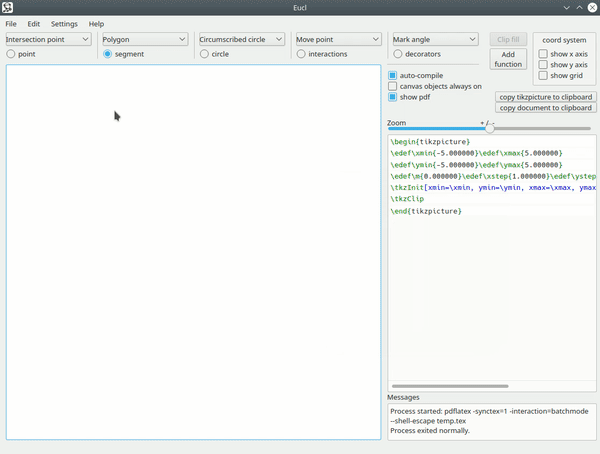 Eucl
File Edit Settings Help
Intersection point Polygon Circumscribed circle Move point Mark angle Clip fill coord system
point segment circle interactions decorators Add function
show x axis
show y axis
show grid
auto-compile
canvas objects always on
show pdf
copy tikzpicture to clipboard
copy document to clipboard
Zoom + / -
\begin{tikzpicture}
\edef\xmin{-5.000000}\edef\xmax{5.000000}
\edef\ymin{-5.000000}\edef\ymax{5.000000}
\edef\m{0.000000}\edef\xstep{1.000000}\edef\ystep
\tkzInit[xmin=\xmin, ymin=\ymin, xmax=\xmax, ymax
\tkzClip
\end{tikzpicture}
Messages
Process started: pdflatex -synctex=1 -interaction=batchmode
--shell-escape temp.tex
Process exited normally.